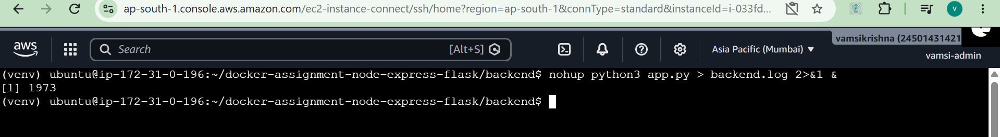 ap-south-1.console.aws.amazon.com/ec2-instance-connect/ssh/home?region=ap-south-1&connType=standard&instanceId=i-033fd...
V
aws
Search
[Alt+S]
Asia Pacific (Mumbai)
vamsikrishna (24501431421
vamsi-admin
(venv) ubuntu@ip-172-31-0-196:~/docker-assignment-node-express-flask/backend$ nohup python3 app.py > backend.log 2>&1 &
[1] 1973
(venv) ubuntu@ip-172-31-0-196:~/docker-assignment-node-express-flask/backend$